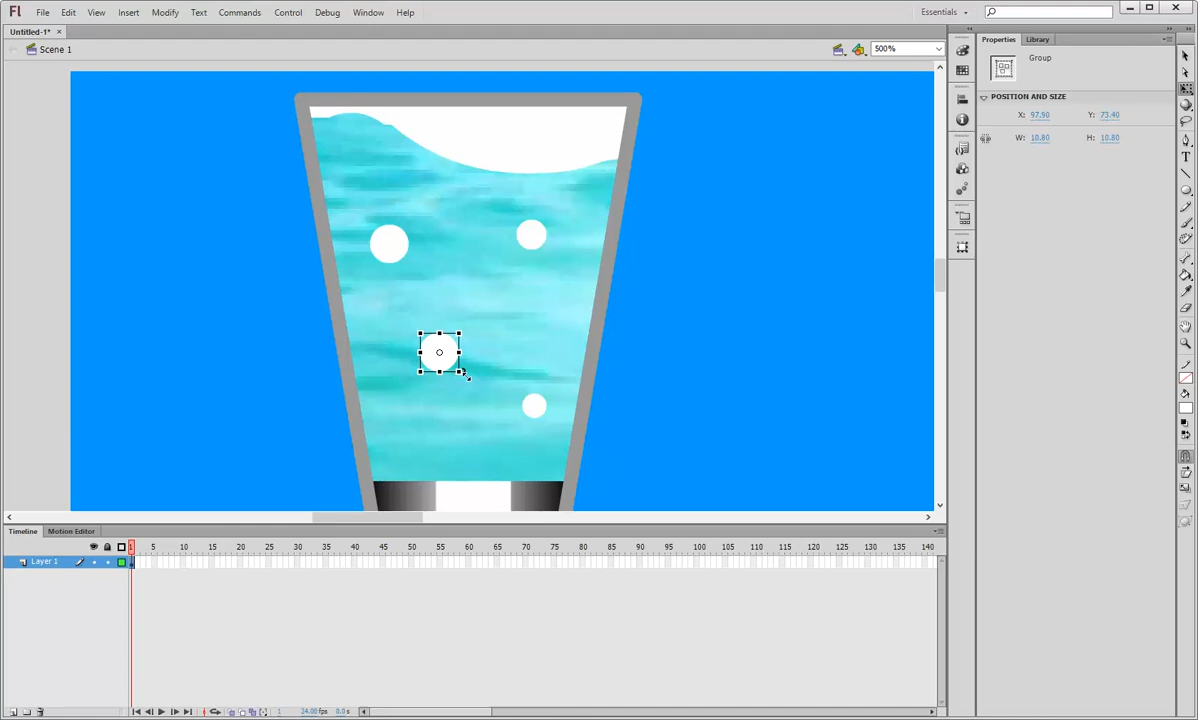 Fl File Edit View Insert Modify Text Commands Control Debug Window Help Essentials
Untitled-1*
Scene 1 500%
Properties Library
Group
POSITION AND SIZE
X: 97.90 Y: 73.40
W: 10.80 H: 10.80
Timeline Motion Editor
1 5 10 15 20 25 30 35 40 45 50 55 60 65 70 75 80 85 90 95 100 105 110 115 120 125 130 135 140
Layer 1
1 24.00 fps 0.0 s